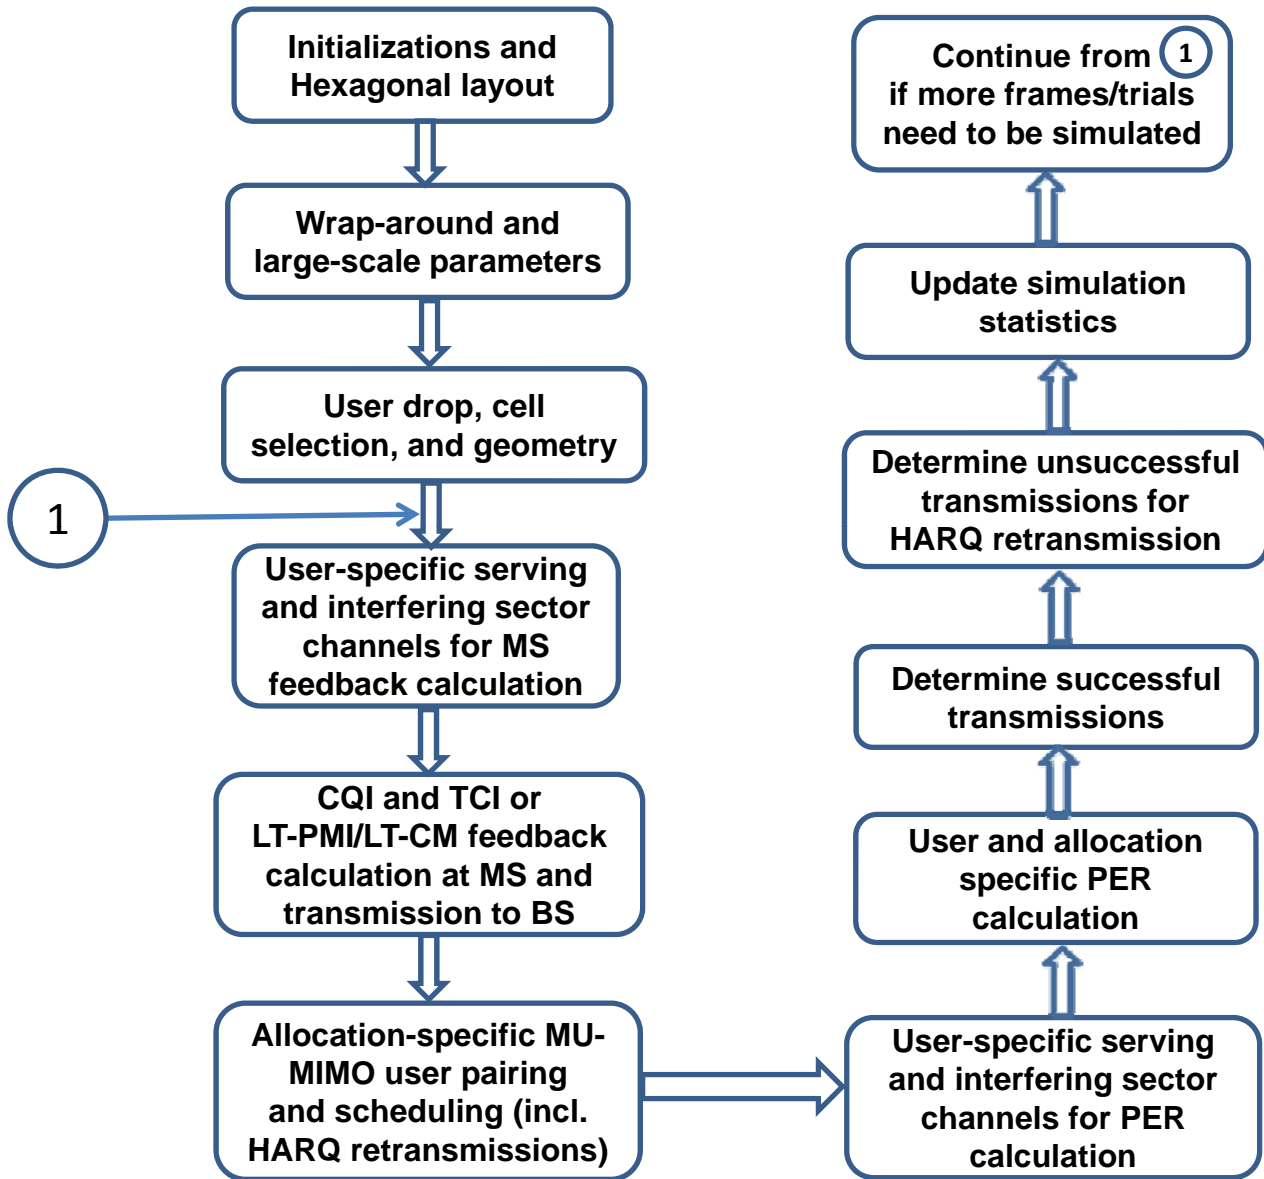 Initializations and
Hexagonal layout
Wrap-around and
large-scale parameters
User drop, cell
selection, and geometry
1
User-specific serving
and interfering sector
channels for MS
feedback calculation
CQI and TCI or
LT-PMI/LT-CM feedback
calculation at MS and
transmission to BS
Allocation-specific MU-
MIMO user pairing
and scheduling (incl.
HARQ retransmissions)
User-specific serving
and interfering sector
channels for PER
calculation
User and allocation
specific PER
calculation
Determine successful
transmissions
Determine unsuccessful
transmissions for
HARQ retransmission
Update simulation
statistics
Continue from 1
if more frames/trials
need to be simulated